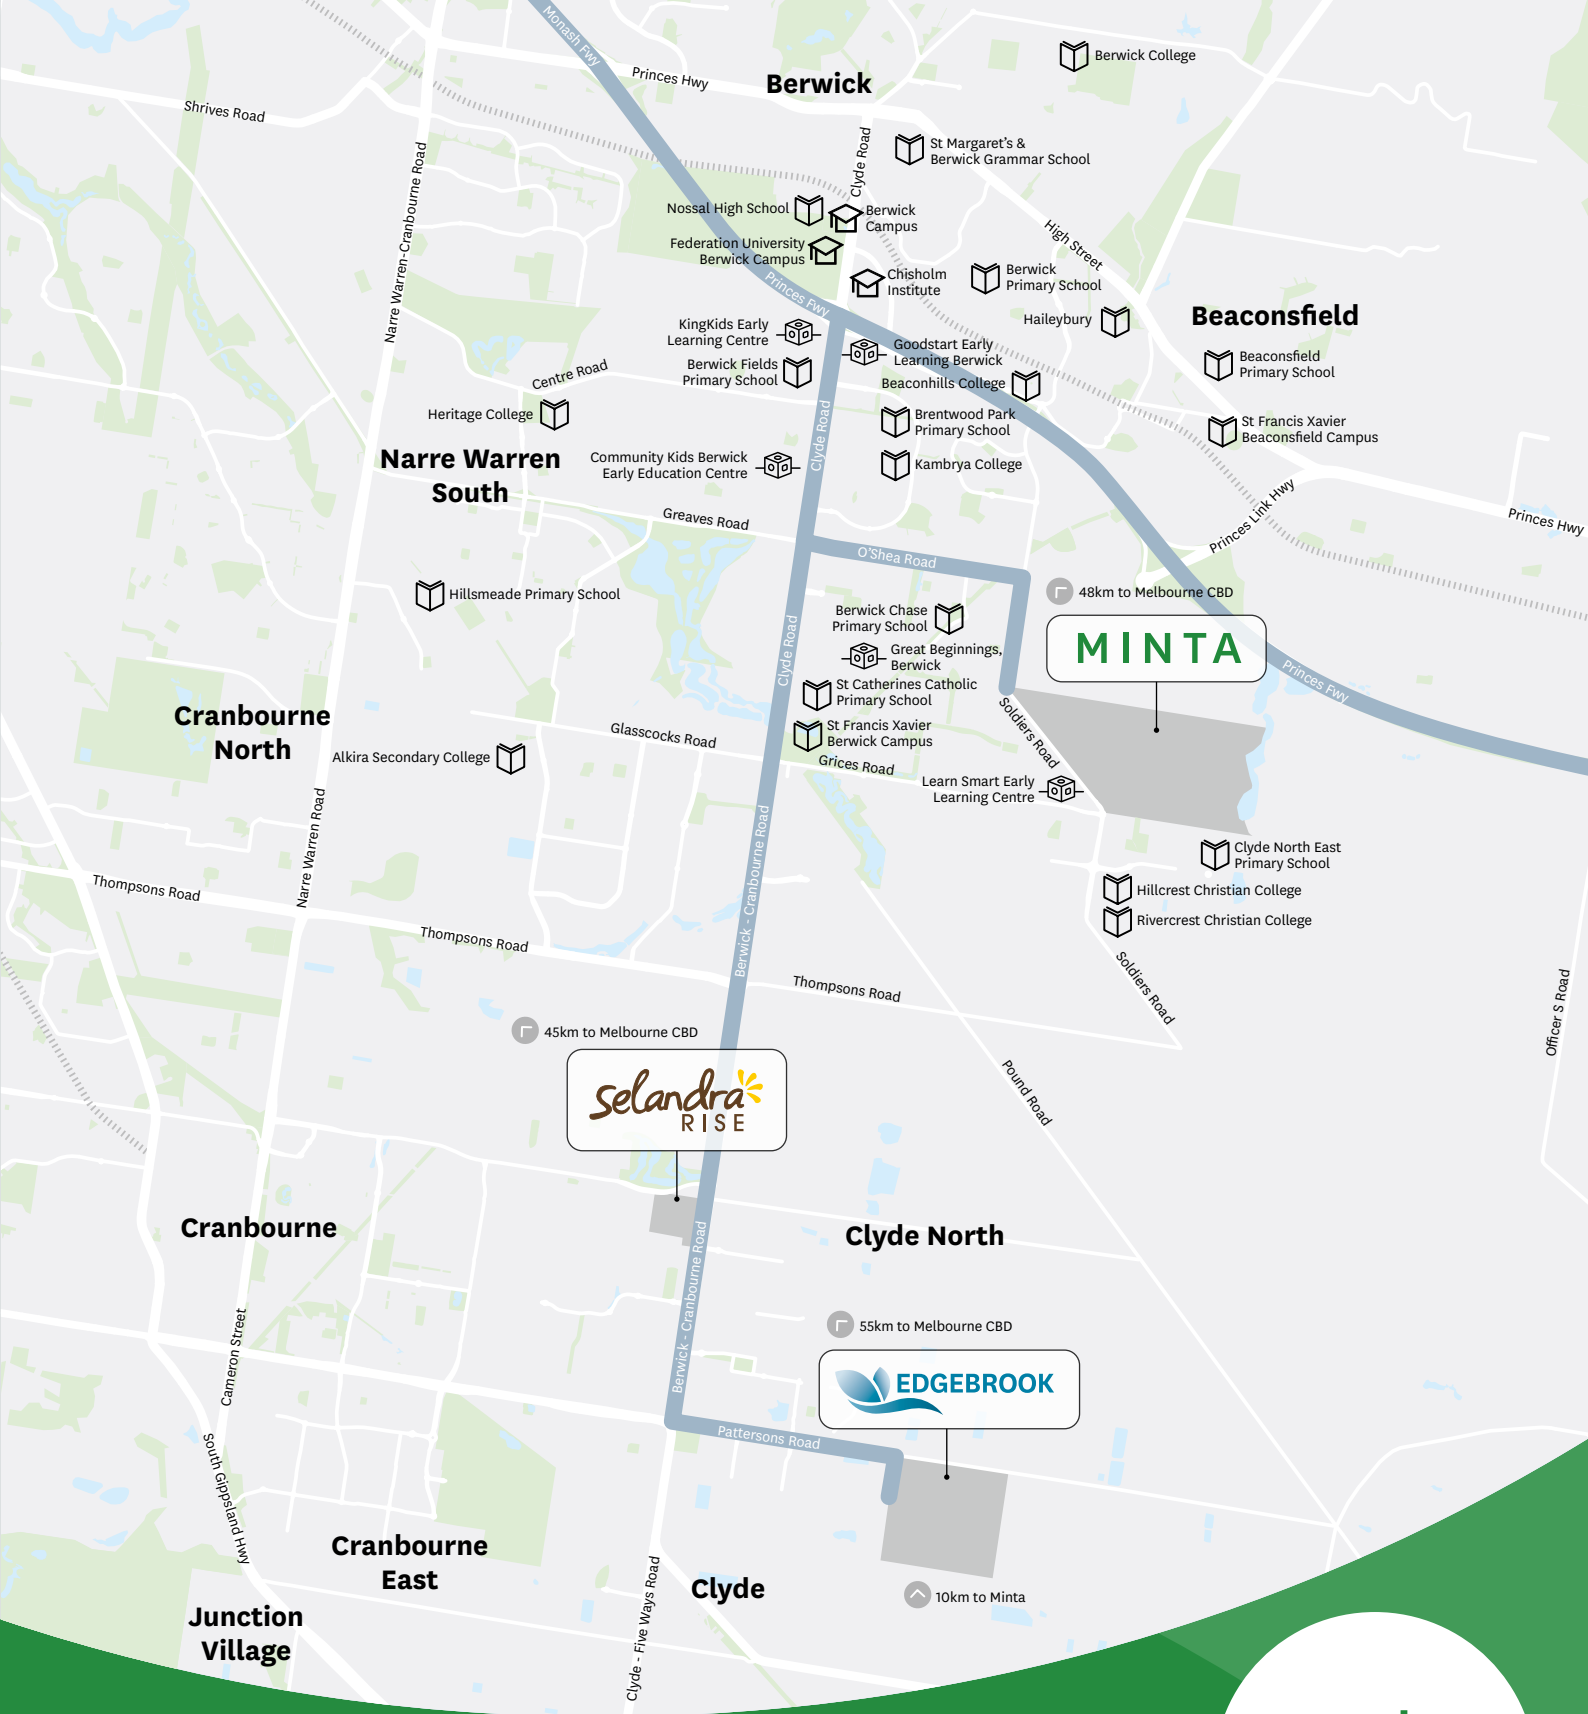 Monash Fwy
Berwick College
Princes Hwy
Berwick
Shrives Road
Clyde Road
St Margaret's &
Berwick Grammar School
Narre Warren-Cranbourne Road
Nossal High School
Berwick
Campus
Federation University
Berwick Campus
High Street
Chisholm
Institute
Berwick
Primary School
Princes Fwy
Haileybury
Beaconsfield
KingKids Early
Learning Centre
Goodstart Early
Learning Berwick
Berwick Fields
Primary School
Beaconsfield
Primary School
Centre Road
Beaconhills College
Heritage College
Brentwood Park
Primary School
St Francis Xavier
Beaconsfield Campus
Clyde Road
Narre Warren
South
Community Kids Berwick
Early Education Centre
Kambrya College
Princes Link Hwy
Princes Hwy
Greaves Road
O'Shea Road
Hillsmeade Primary School
48km to Melbourne CBD
MINTA
Berwick Chase
Primary School
Clyde Road
Great Beginnings,
Berwick
Princes Fwy
St Catherines Catholic
Primary School
Soldiers Road
Cranbourne
North
Glasscocks Road
St Francis Xavier
Berwick Campus
Alkira Secondary College
Grices Road
Learn Smart Early
Learning Centre
Narre Warren Road
Berwick - Cranbourne Road
Clyde North East
Primary School
Thompsons Road
Hillcrest Christian College
Rivercrest Christian College
Thompsons Road
Thompsons Road
Soldiers Road
Officer S Road
45km to Melbourne CBD
selandra
RISE
Pound Road
Cranbourne
Clyde North
Berwick - Cranbourne Road
55km to Melbourne CBD
EDGEBROOK
Cameron Street
Pattersons Road
South Gippsland Hwy
Cranbourne
East
Clyde
10km to Minta
Junction
Village
Clyde - Five Ways Road